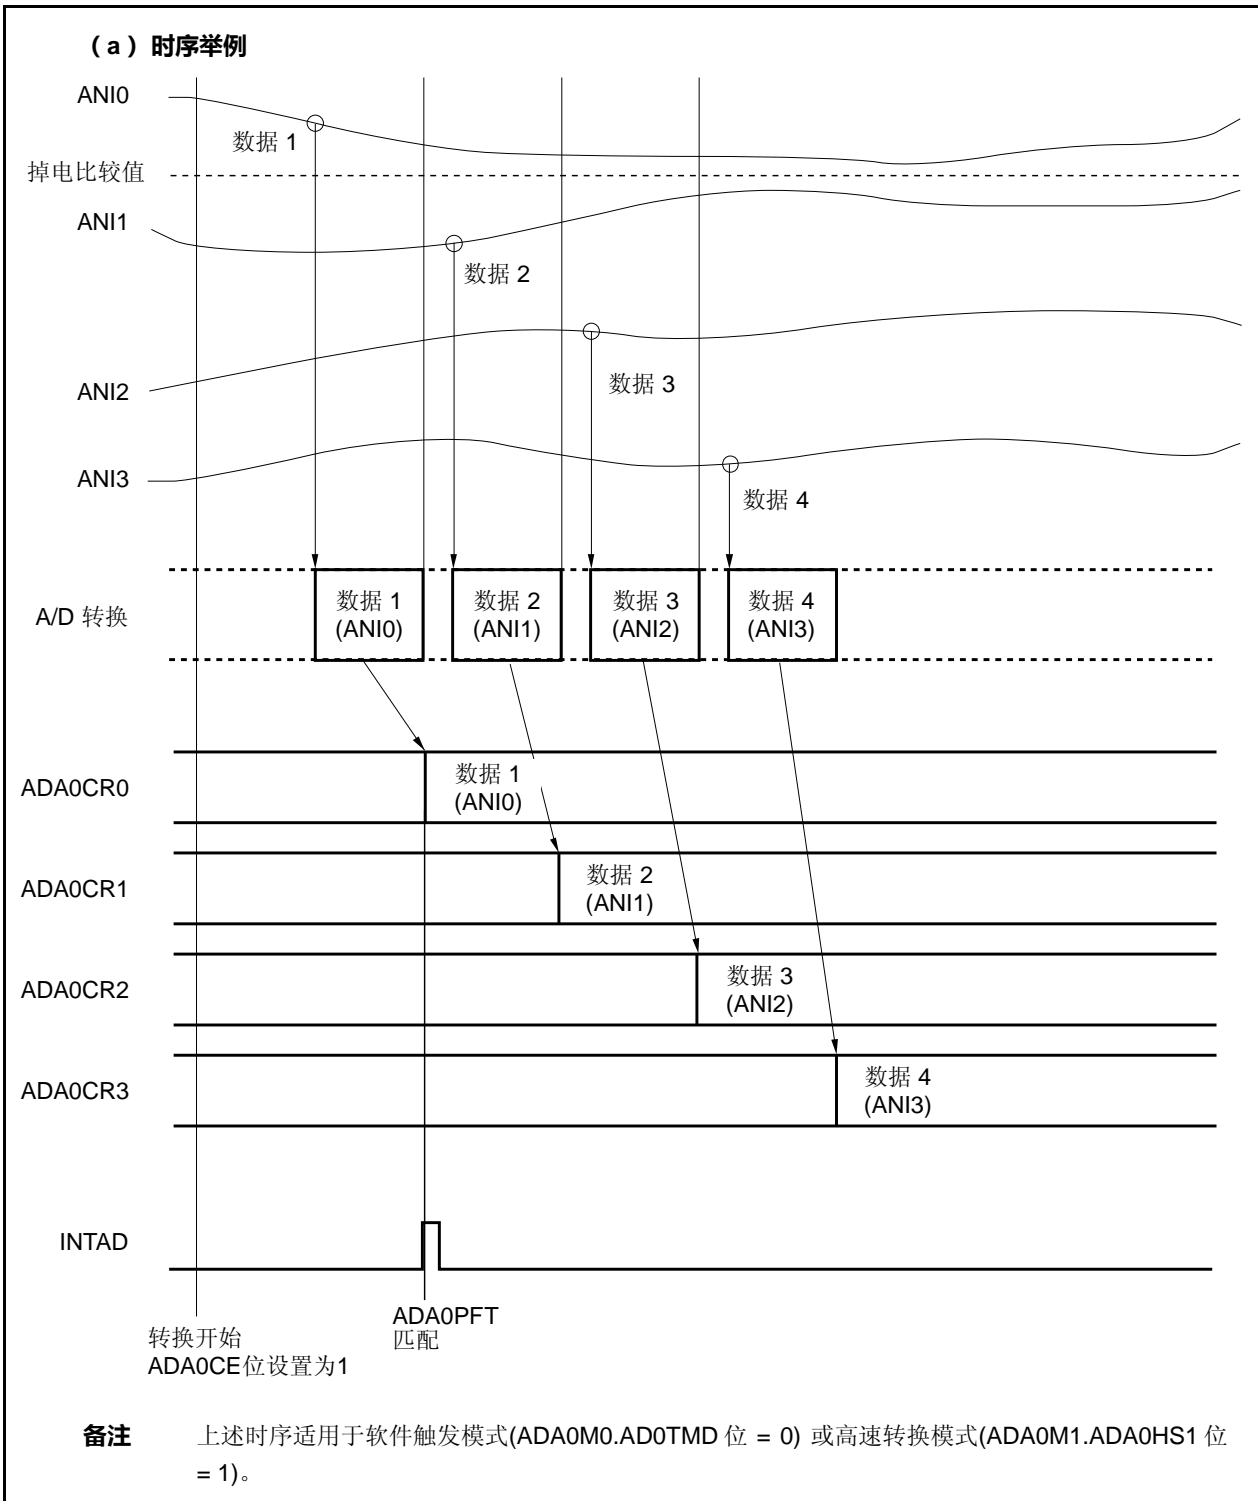 （a）时序举例
ANI0
数据 1
掉电比较值
ANI1
数据 2
ANI2
数据 3
ANI3
数据 4
A/D 转换
数据 1
(ANI0)
数据 2
(ANI1)
数据 3
(ANI2)
数据 4
(ANI3)
ADA0CR0
数据 1
(ANI0)
ADA0CR1
数据 2
(ANI1)
ADA0CR2
数据 3
(ANI2)
ADA0CR3
数据 4
(ANI3)
INTAD
ADA0PFT
匹配
转换开始
ADA0CE位设置为1
备注 上述时序适用于软件触发模式(ADA0M0.AD0TMD 位 = 0) 或高速转换模式(ADA0M1.ADA0HS1 位
= 1)。